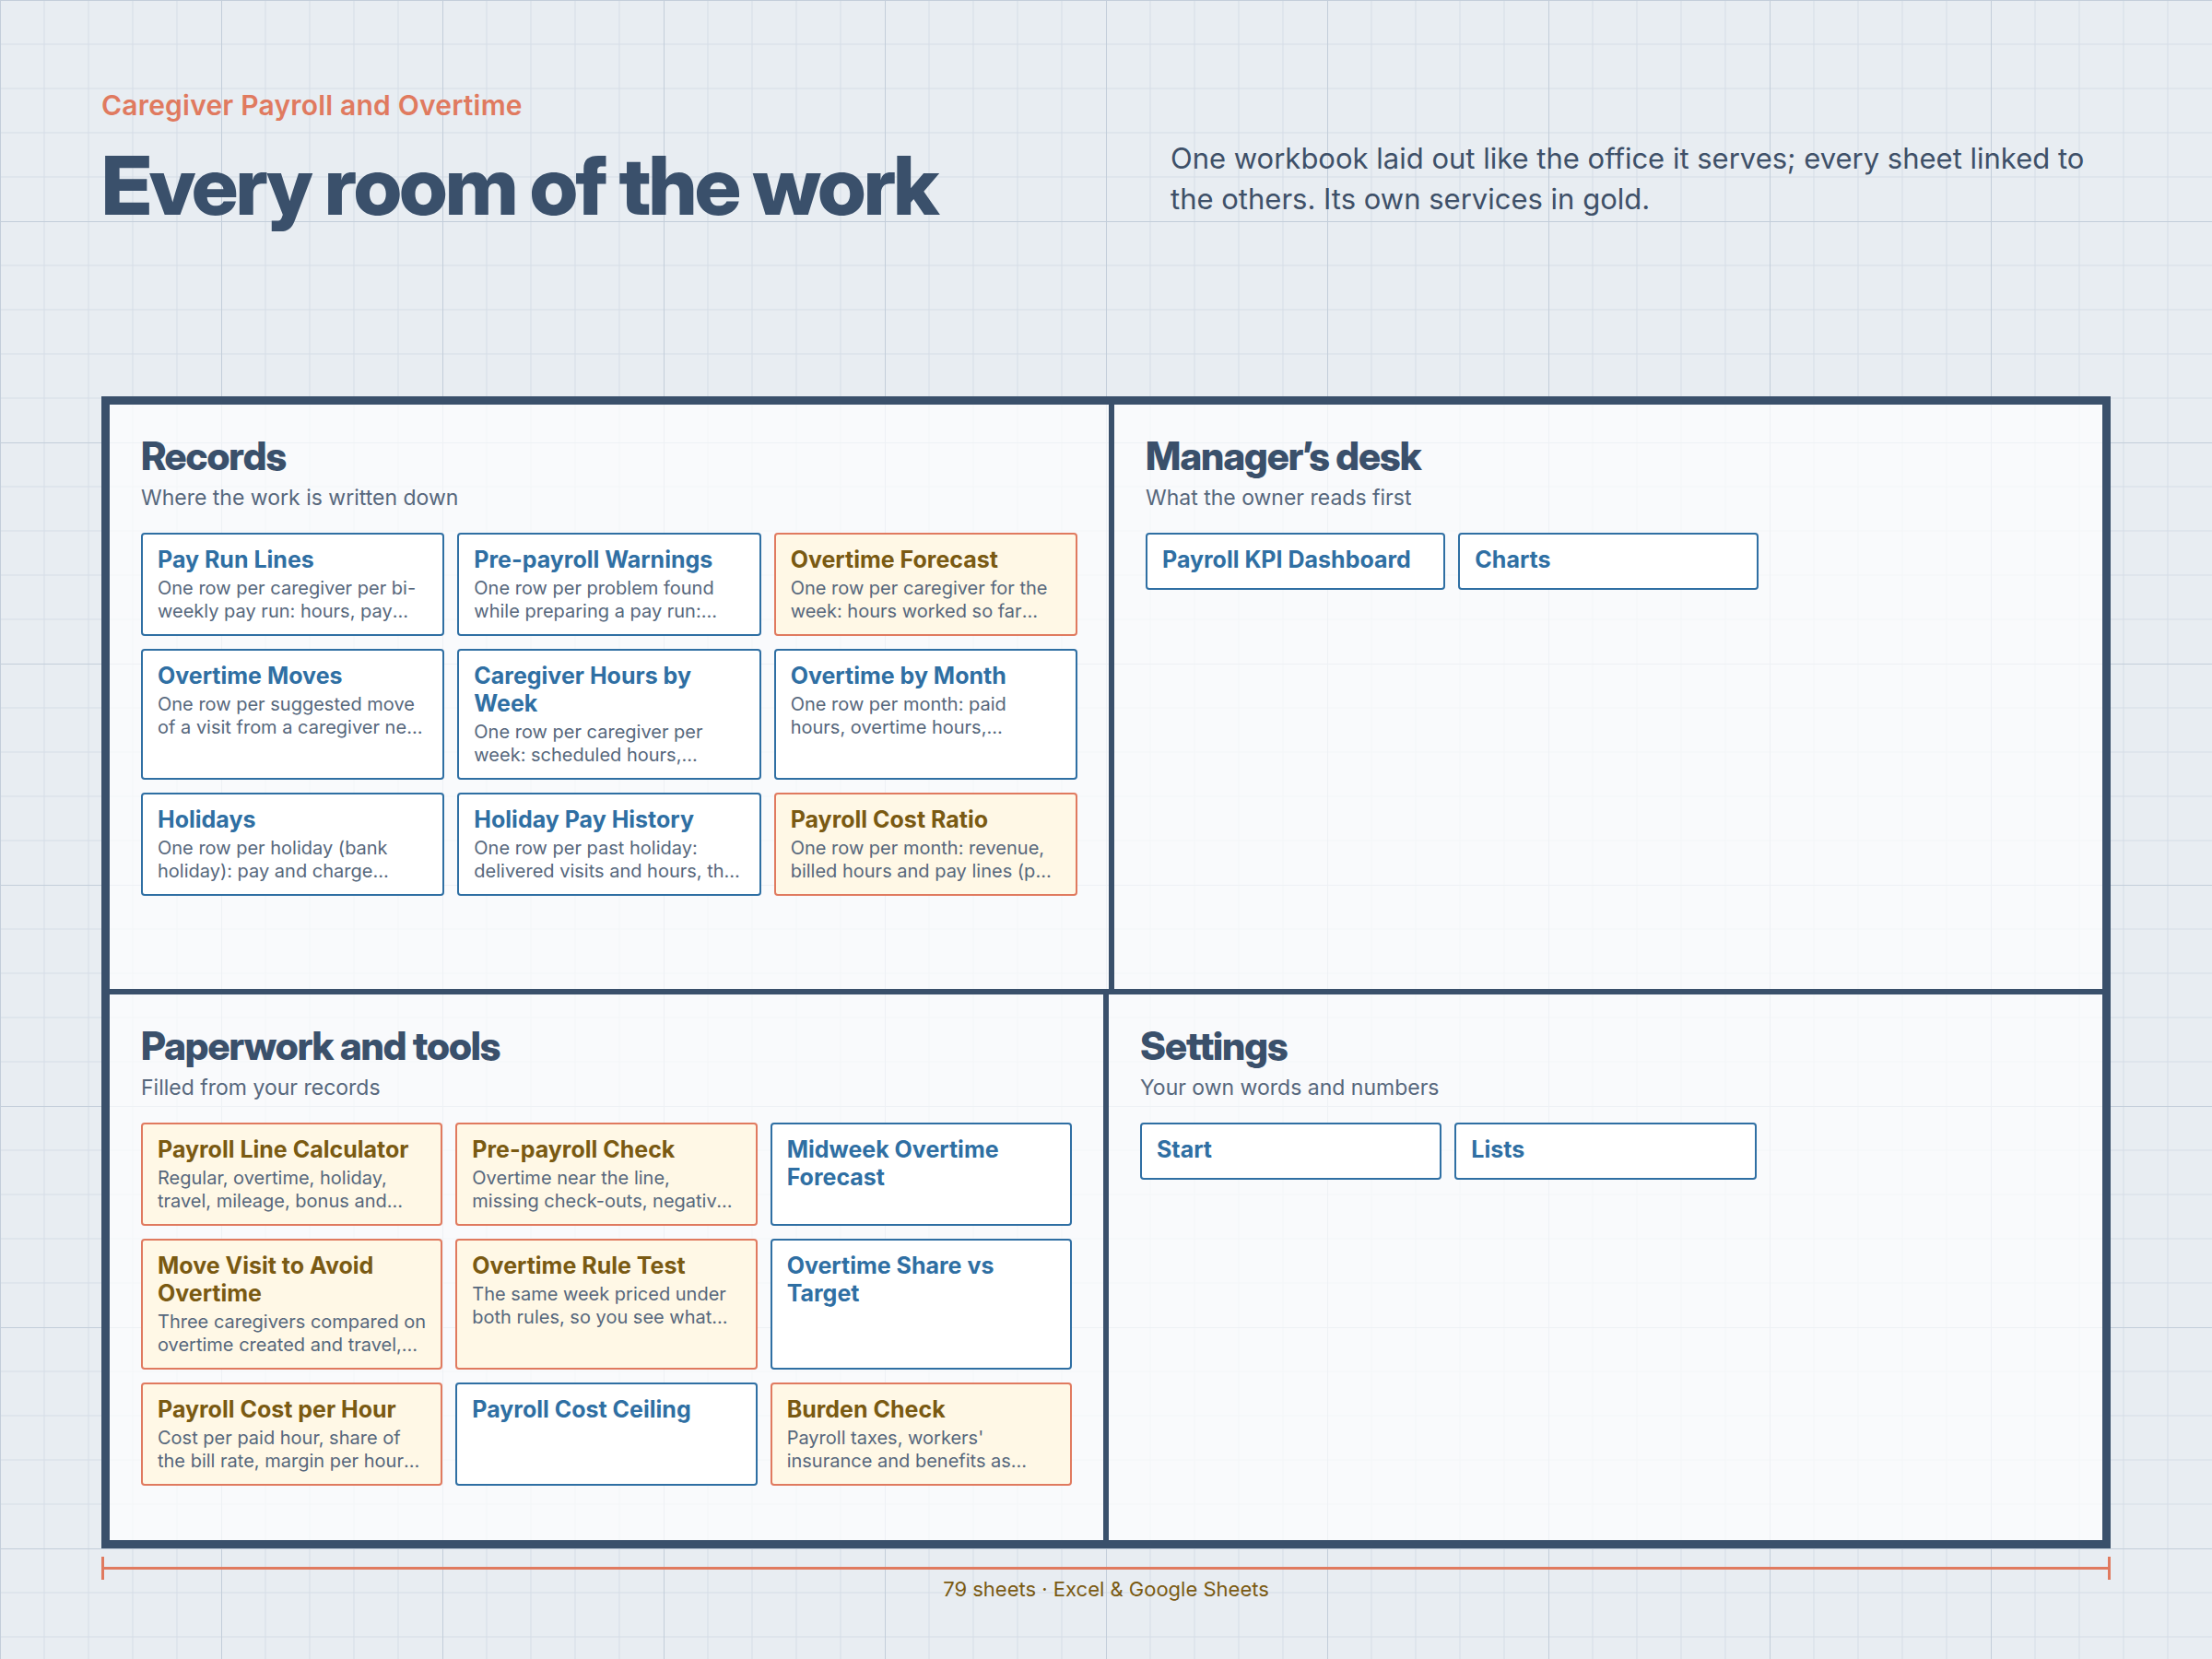 Caregiver Payroll and Overtime
Every room of the work
One workbook laid out like the office it serves; every sheet linked to
the others. Its own services in gold.
Records
Where the work is written down
Pay Run Lines
One row per caregiver per bi-
weekly pay run: hours, pay...
Pre-payroll Warnings
One row per problem found
while preparing a pay run:...
Overtime Forecast
One row per caregiver for the
week: hours worked so far...
Overtime Moves
One row per suggested move
of a visit from a caregiver ne...
Caregiver Hours by
Week
One row per caregiver per
week: scheduled hours,...
Overtime by Month
One row per month: paid
hours, overtime hours,...
Holidays
One row per holiday (bank
holiday): pay and charge...
Holiday Pay History
One row per past holiday:
delivered visits and hours, th...
Payroll Cost Ratio
One row per month: revenue,
billed hours and pay lines (p...
Manager’s desk
What the owner reads first
Payroll KPI Dashboard
Charts
Paperwork and tools
Filled from your records
Payroll Line Calculator
Regular, overtime, holiday,
travel, mileage, bonus and...
Pre-payroll Check
Overtime near the line,
missing check-outs, negativ...
Midweek Overtime
Forecast
Move Visit to Avoid
Overtime
Three caregivers compared on
overtime created and travel,...
Overtime Rule Test
The same week priced under
both rules, so you see what...
Overtime Share vs
Target
Payroll Cost per Hour
Cost per paid hour, share of
the bill rate, margin per hour...
Payroll Cost Ceiling
Burden Check
Payroll taxes, workers'
insurance and benefits as...
Settings
Your own words and numbers
Start
Lists
79 sheets · Excel & Google Sheets